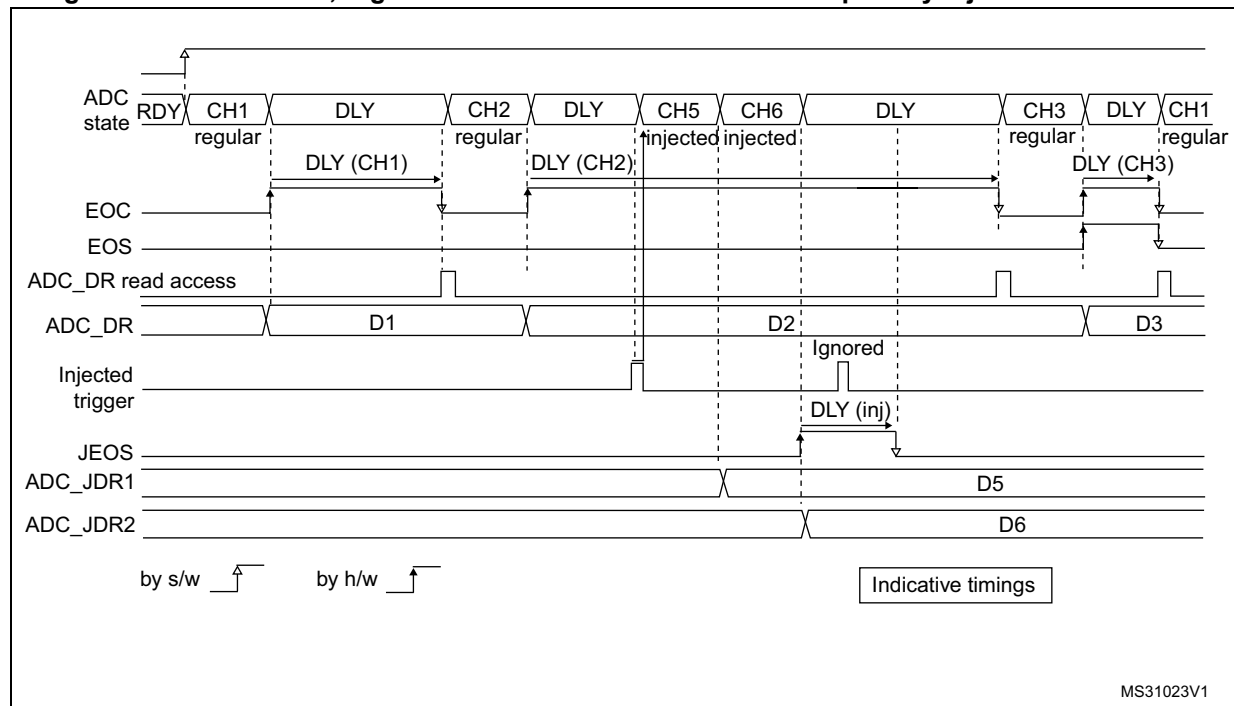 ADC state
RDY CH1 DLY CH2 DLY CH5 CH6 DLY CH3 DLY CH1
regular regular injected injected regular regular
DLY (CH1) DLY (CH2) DLY (CH3)
EOC
EOS
ADC_DR read access
ADC_DR D1 D2 D3
Ignored
Injected trigger
DLY (inj)
JEOS
ADC_JDR1 D5
ADC_JDR2 D6
by s/w by h/w Indicative timings
MS31023V1